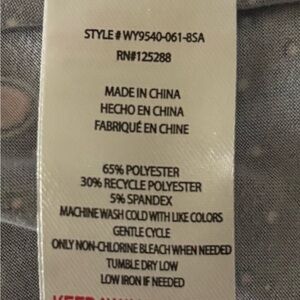 STYLE # WY9540-061-8SA
RN#125288
MADE IN CHINA
HECHO EN CHINA
FABRIQUÉ EN CHINE
65% POLYESTER
30% RECYCLE POLYESTER
5% SPANDEX
MACHINE WASH COLD WITH LIKE COLORS
GENTLE CYCLE
ONLY NON-CHLORINE BLEACH WHEN NEEDED
TUMBLE DRY LOW
LOW IRON IF NEEDED